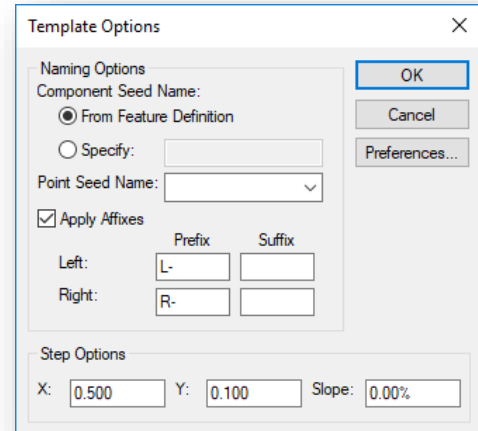 Template Options
Naming Options
Component Seed Name:
From Feature Definition
Specify:
Point Seed Name:
Apply Affixes
Prefix Suffix
Left: L-
Right: R-
OK
Cancel
Preferences...
Step Options
X: 0.500 Y: 0.100 Slope: 0.00%